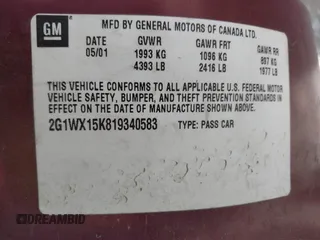 GM
MFD BY GENERAL MOTORS OF CANADA LTD.
DATE GVWR GAWR FRT GAWR RR
05/01 1993 KG 1096 KG 897 KG
4393 LB 2416 LB 1977 LB
THIS VEHICLE CONFORMS TO ALL APPLICABLE U.S. FEDERAL MOTOR
VEHICLE SAFETY, BUMPER, AND THEFT PREVENTION STANDARDS IN
EFFECT ON THE DATE OF MANUFACTURE SHOWN ABOVE.
2G1WX15K819340583 TYPE: PASS CAR
DREAMBID